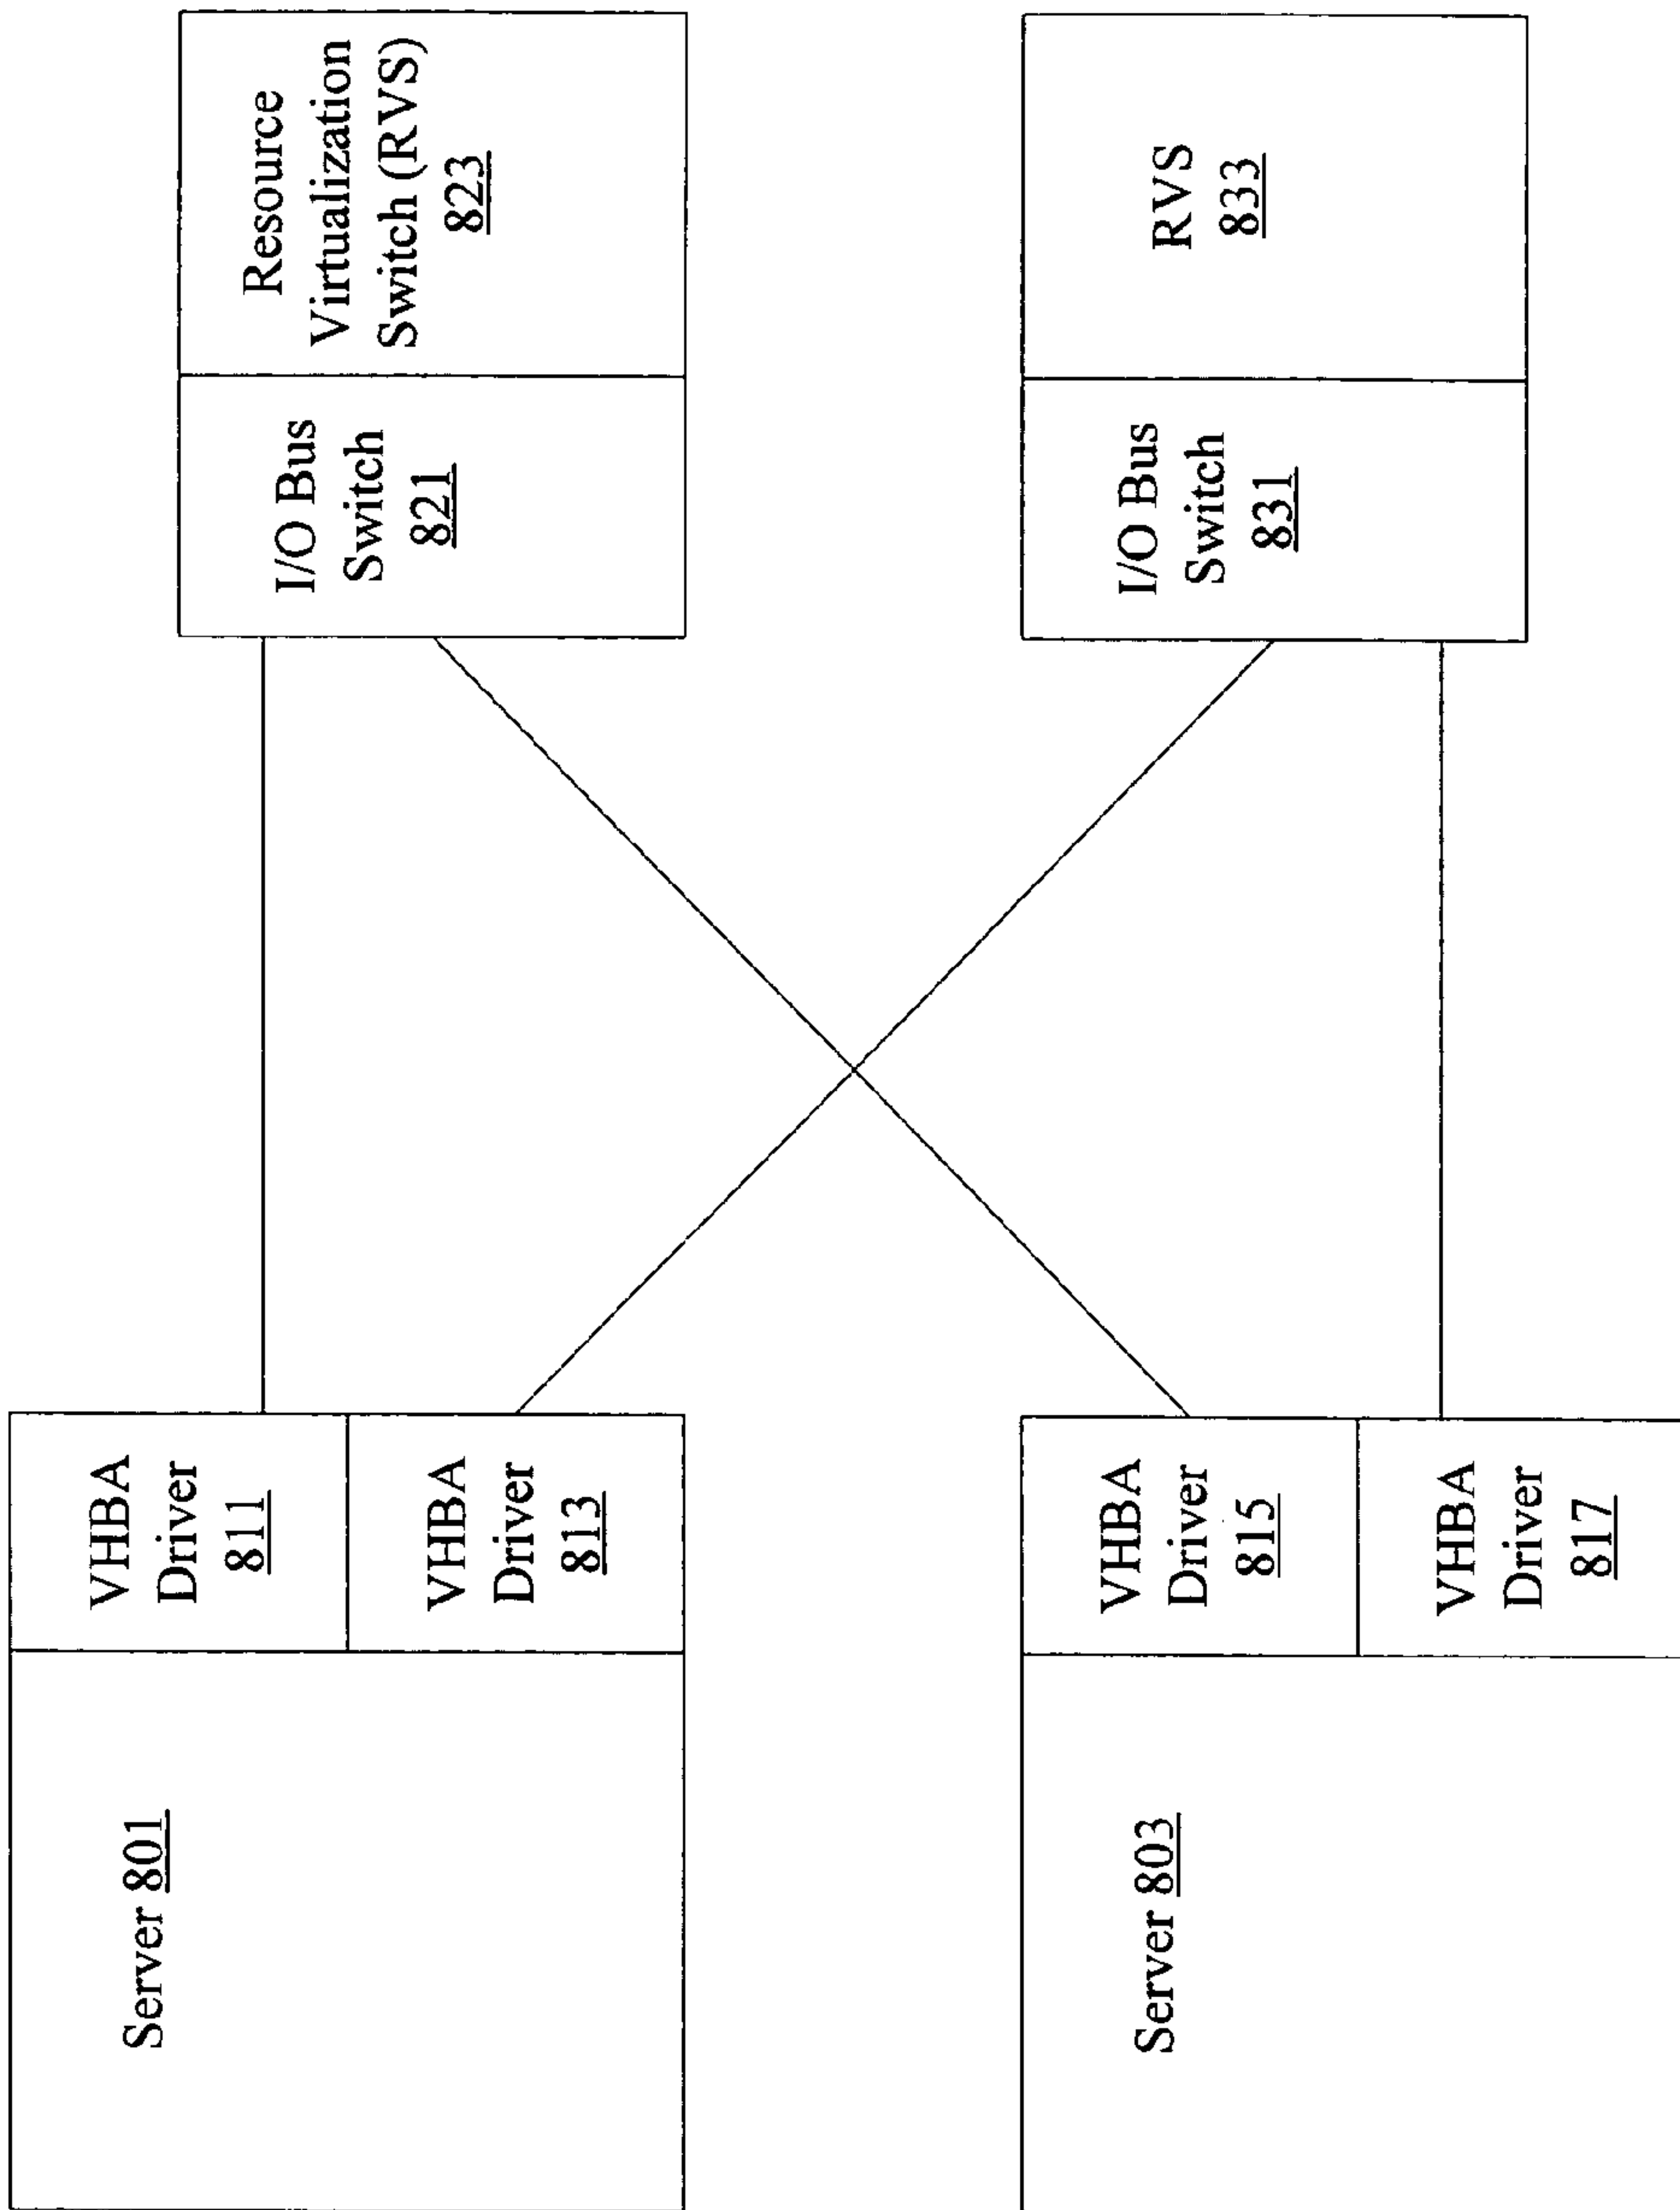 Server 801
VHBA
Driver
811
VHBA
Driver
813
I/O Bus
Switch
821
Resource
Virtualization
Switch (RVS)
823
Server 803
VHBA
Driver
815
VHBA
Driver
817
I/O Bus
Switch
831
RVS
833